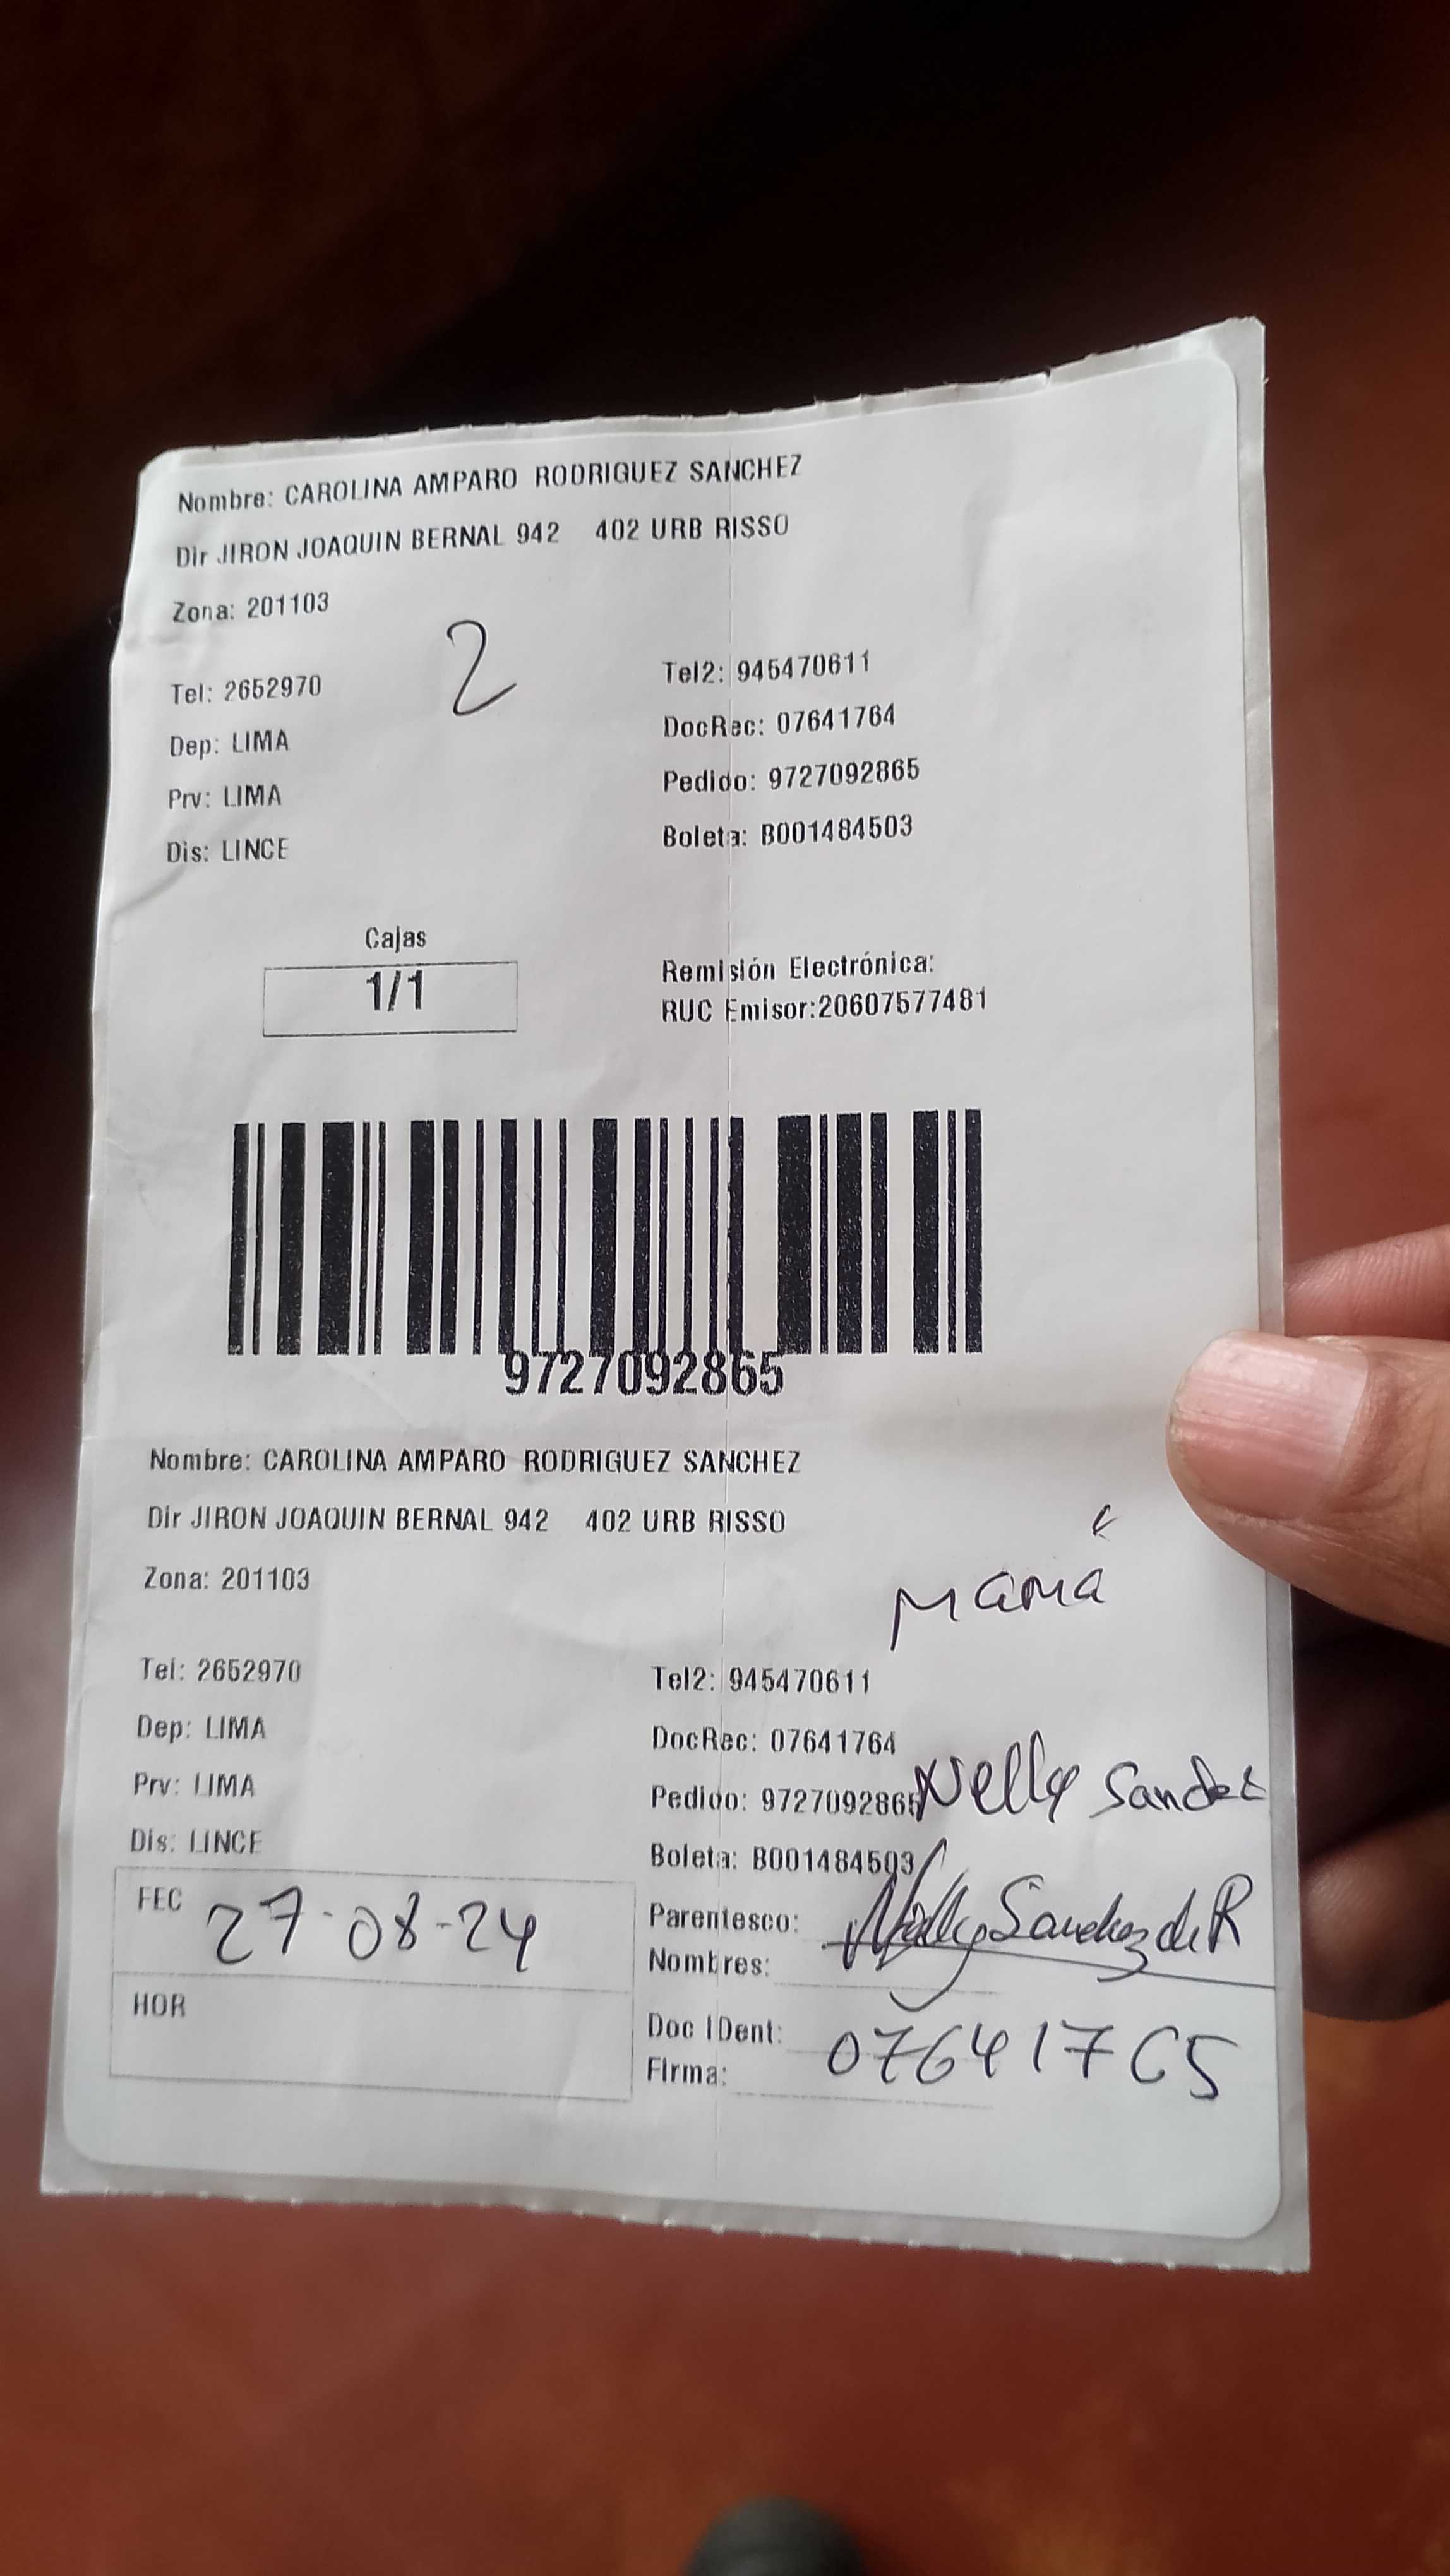 Nombre: CAROLINA AMPARO RODRIGUEZ SANCHEZ
Dir JIRON JOAQUIN BERNAL 942 402 URB RISSO
Zona: 201103
2
Tel: 2652970 Tel2: 945470611
Dep: LIMA DocRec: 07641764
Prv: LIMA Pedido: 9727092865
Dis: LINCE Boleta: B001484503
Cajas
1/1
Remisión Electrónica:
RUC Emisor:20607577481
9727092865
Nombre: CAROLINA AMPARO RODRIGUEZ SANCHEZ
Dir JIRON JOAQUIN BERNAL 942 402 URB RISSO
Zona: 201103
Mamá
Tel: 2652970 Tel2: 945470611
Dep: LIMA DocRec: 07641764
Prv: LIMA Pedido: 9727092865 Nelly
Dis: LINCE Boleta: B001484503
FEC 27-08-24
Parentesco: Nelly Sanchez de R
Nombres:
HOR
Doc IDent: 07641765
Firma: